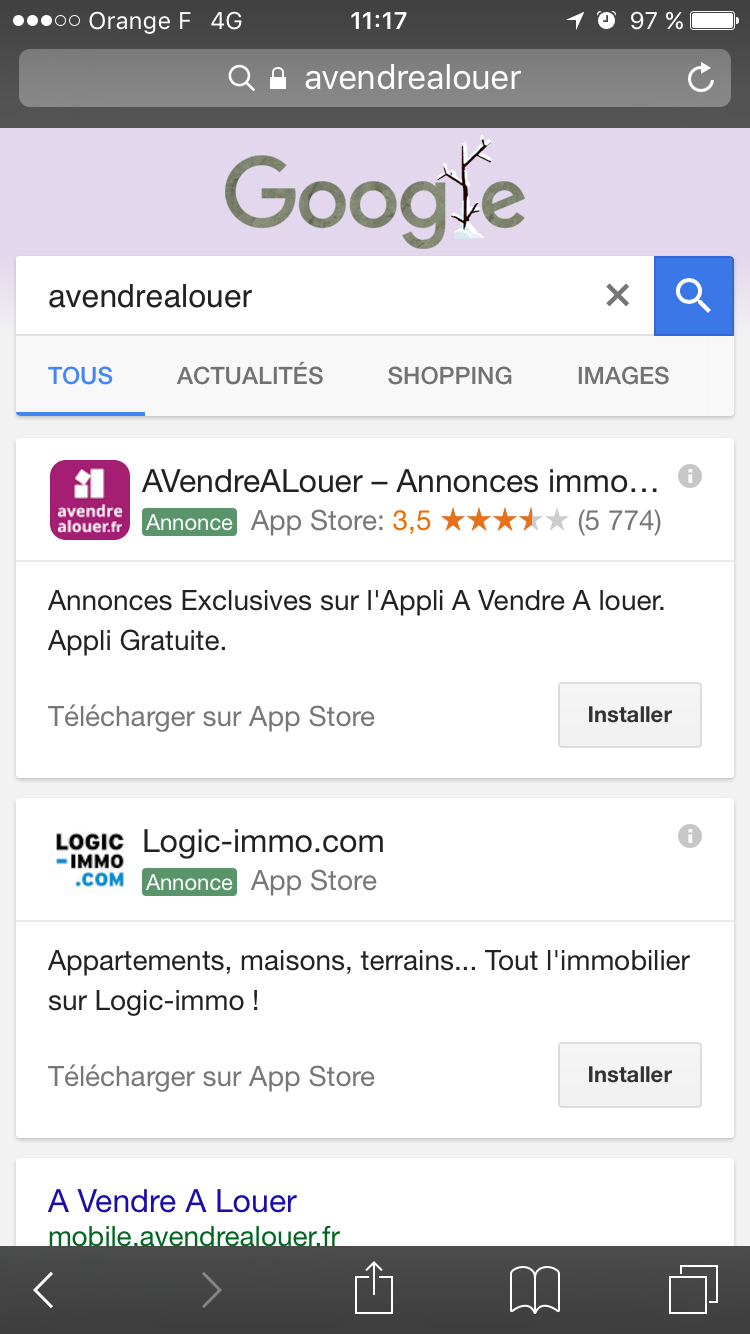 Orange F 4G 11:17 97 %
avendrealouer
Google
avendrealouer
TOUS ACTUALITÉS SHOPPING IMAGES
avendre
alouer.fr
AVendreALouer – Annonces immo...
Annonce App Store: 3,5 (5 774)
Annonces Exclusives sur l'Appli A Vendre A louer.
Appli Gratuite.
Télécharger sur App Store Installer
LOGIC
-IMMO
.COM
Logic-immo.com
Annonce App Store
Appartements, maisons, terrains... Tout l'immobilier
sur Logic-immo !
Télécharger sur App Store Installer
A Vendre A Louer
mobile.avendrealouer.fr